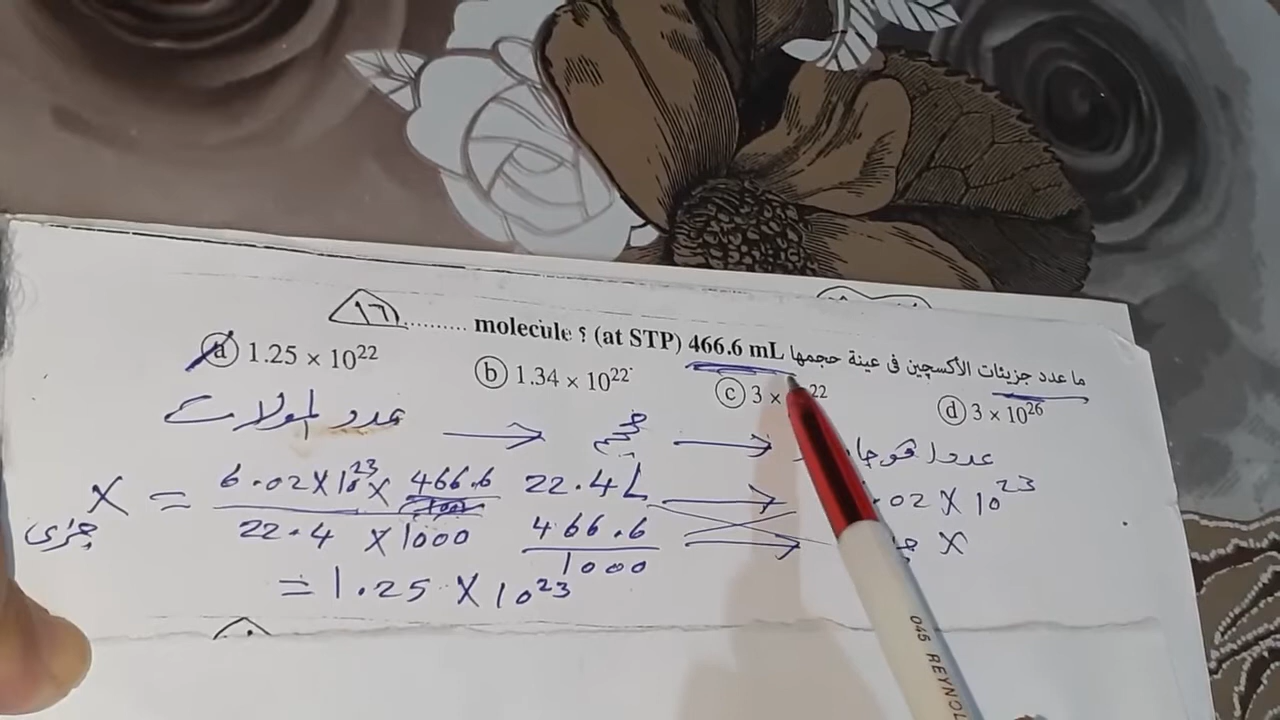 ١٦
ما عدد جزيئات الأكسچين فى عينة حجمها 466.6 mL (at STP) ؟ molecule ..........
a 1.25 × 10²² b 1.34 × 10²² c 3 × 22 d 3 × 10²⁶
عدد المولات → حجم → عدد
X = 6.02 × 10²³ × 466.6 / 22.4 × 1000
جزئ
22.4 L → .02 × 10²³
466.6 / 1000 → X
= 1.25 × 10²³
045 REYNOL